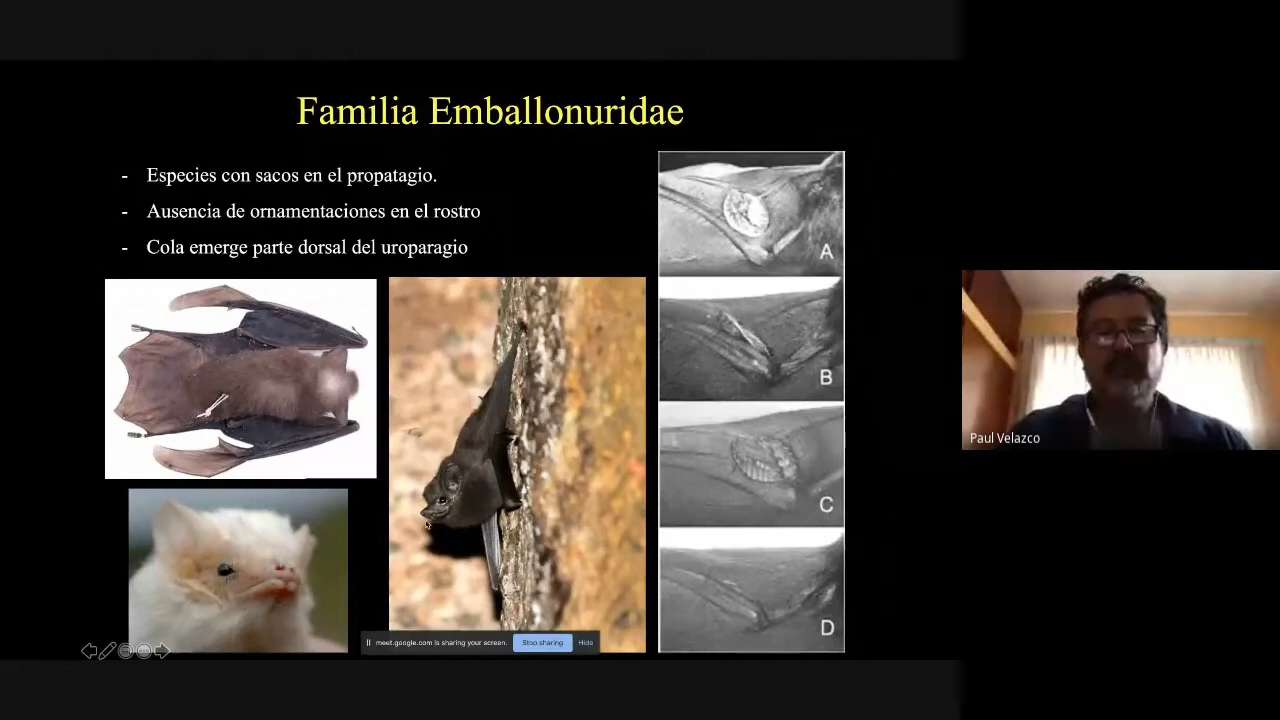 Familia Emballonuridae
- Especies con sacos en el propatagio.
- Ausencia de ornamentaciones en el rostro
- Cola emerge parte dorsal del uroparagio
A
B
C
D
Paul Velazco
meet.google.com is sharing your screen.
Stop sharing
Hide